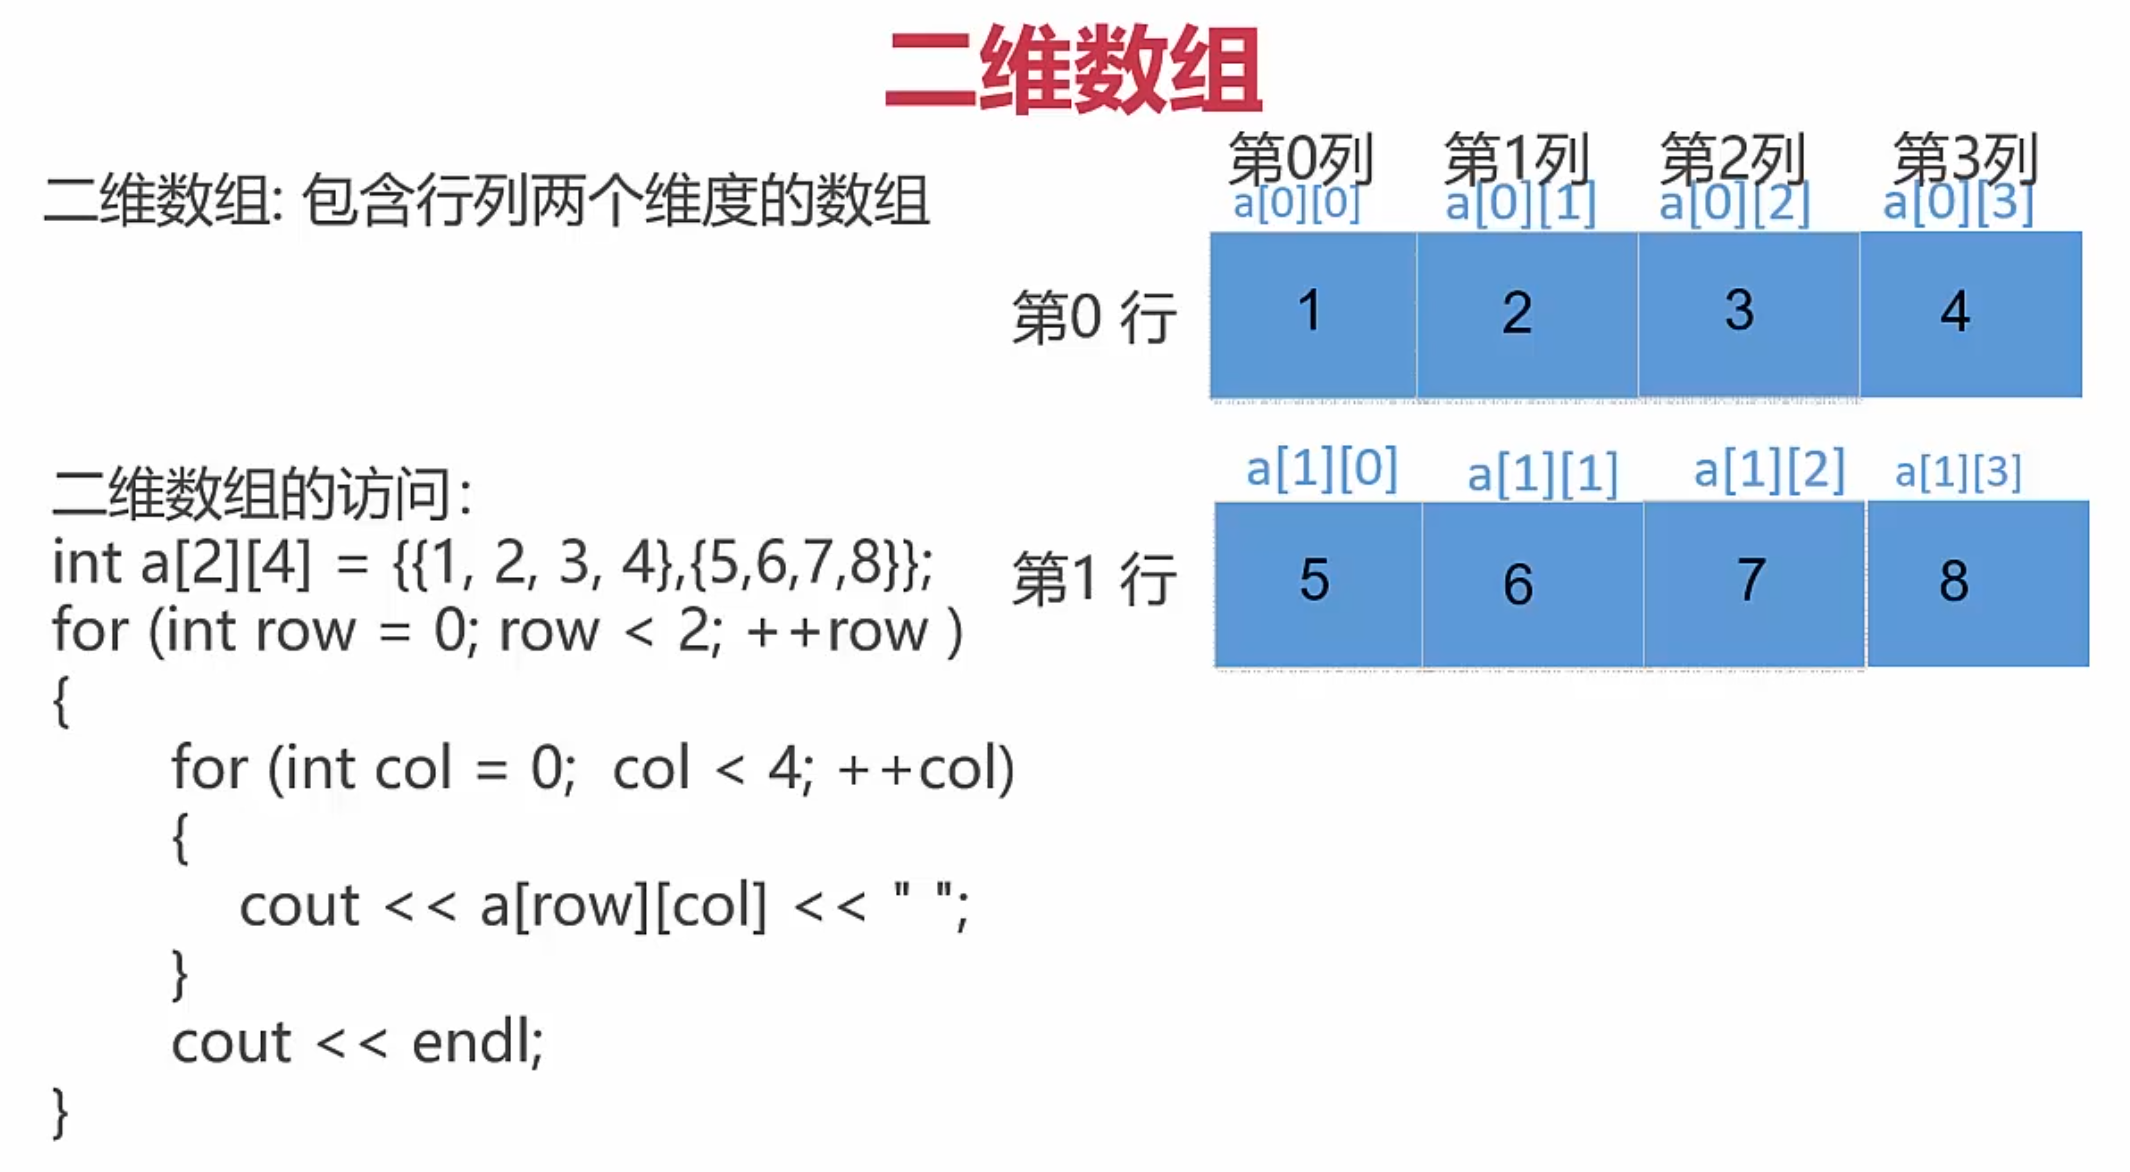 二维数组
二维数组: 包含行列两个维度的数组
第0列 第1列 第2列 第3列
a[0][0] a[0][1] a[0][2] a[0][3]
第0 行 1 2 3 4
a[1][0] a[1][1] a[1][2] a[1][3]
第1 行 5 6 7 8
二维数组的访问:
int a[2][4] = {{1, 2, 3, 4},{5,6,7,8}};
for (int row = 0; row < 2; ++row )
{
for (int col = 0;  col < 4; ++col)
{
cout << a[row][col] << " ";
}
cout << endl;
}